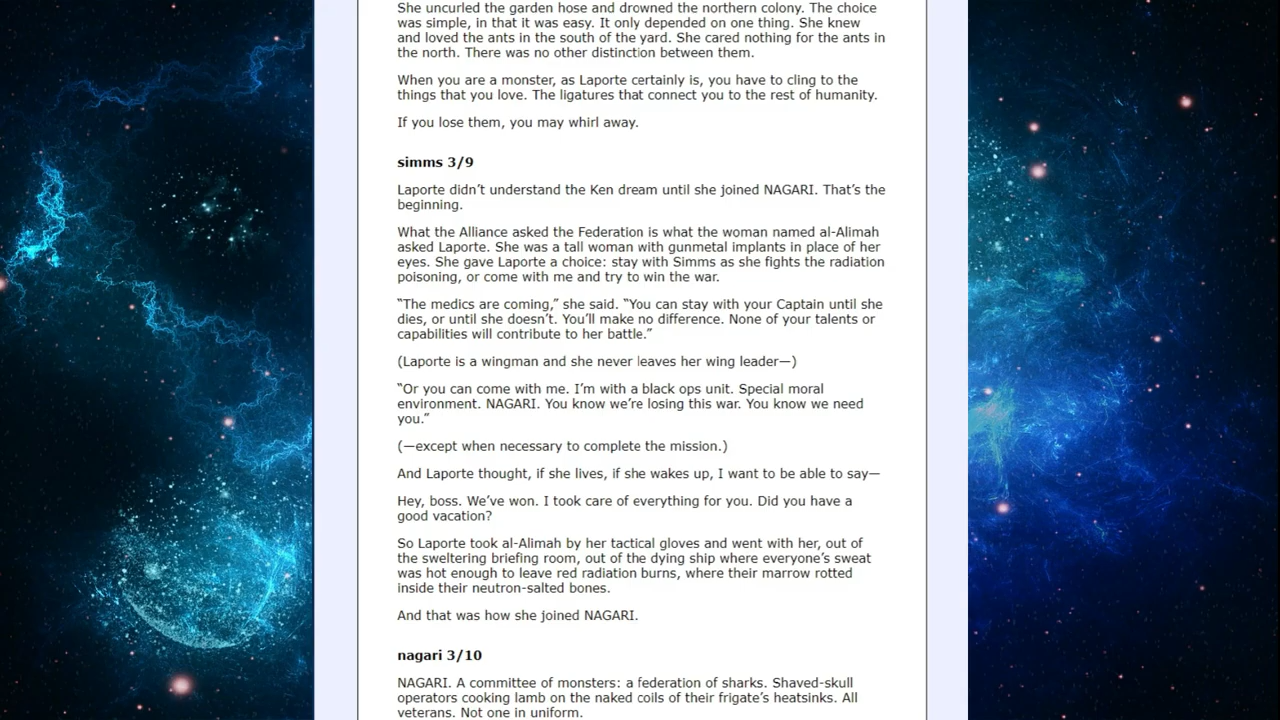 She uncurled the garden hose and drowned the northern colony. The choice
was simple, in that it was easy. It only depended on one thing. She knew
and loved the ants in the south of the yard. She cared nothing for the ants in
the north. There was no other distinction between them.
When you are a monster, as Laporte certainly is, you have to cling to the
things that you love. The ligatures that connect you to the rest of humanity.
If you lose them, you may whirl away.
simms 3/9
Laporte didn’t understand the Ken dream until she joined NAGARI. That’s the
beginning.
What the Alliance asked the Federation is what the woman named al-Alimah
asked Laporte. She was a tall woman with gunmetal implants in place of her
eyes. She gave Laporte a choice: stay with Simms as she fights the radiation
poisoning, or come with me and try to win the war.
“The medics are coming,” she said. “You can stay with your Captain until she
dies, or until she doesn’t. You’ll make no difference. None of your talents or
capabilities will contribute to her battle.”
(Laporte is a wingman and she never leaves her wing leader—)
“Or you can come with me. I’m with a black ops unit. Special moral
environment. NAGARI. You know we’re losing this war. You know we need
you.”
(—except when necessary to complete the mission.)
And Laporte thought, if she lives, if she wakes up, I want to be able to say—
Hey, boss. We’ve won. I took care of everything for you. Did you have a
good vacation?
So Laporte took al-Alimah by her tactical gloves and went with her, out of
the sweltering briefing room, out of the dying ship where everyone’s sweat
was hot enough to leave red radiation burns, where their marrow rotted
inside their neutron-salted bones.
And that was how she joined NAGARI.
nagari 3/10
NAGARI. A committee of monsters: a federation of sharks. Shaved-skull
operators cooking lamb on the naked coils of their frigate’s heatsinks. All
veterans. Not one in uniform.